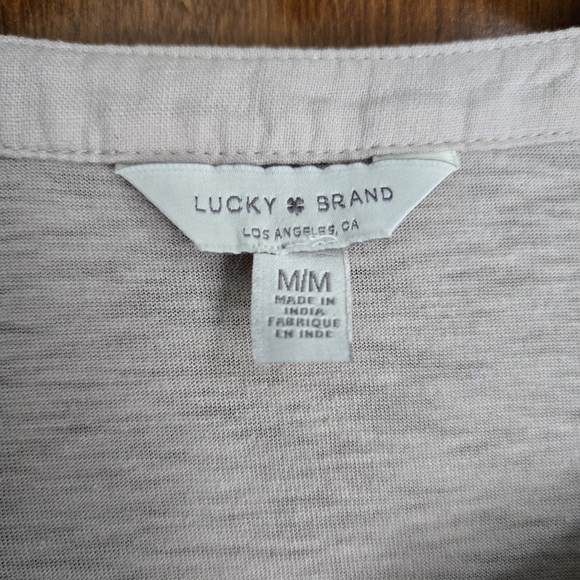 LUCKY BRAND
LOS ANGELES, CA
M/M
MADE IN
INDIA
FABRIQUE
EN INDE